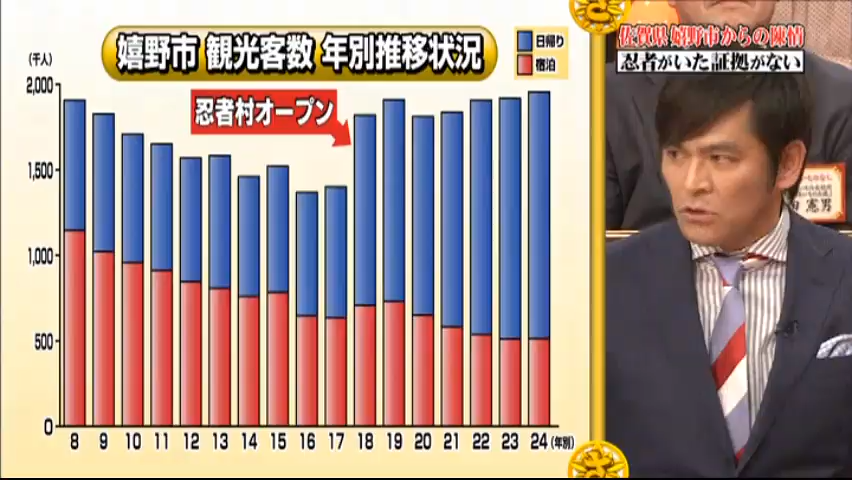 嬉野市 観光客数 年別推移状況
日帰り
宿泊
(千人)
2,000
1,500
1,000
500
0
忍者村オープン
8 9 10 11 12 13 14 15 16 17 18 19 20 21 22 23 24 (年別)
佐賀県 嬉野市からの陳情
忍者がいた証拠がない
憲男